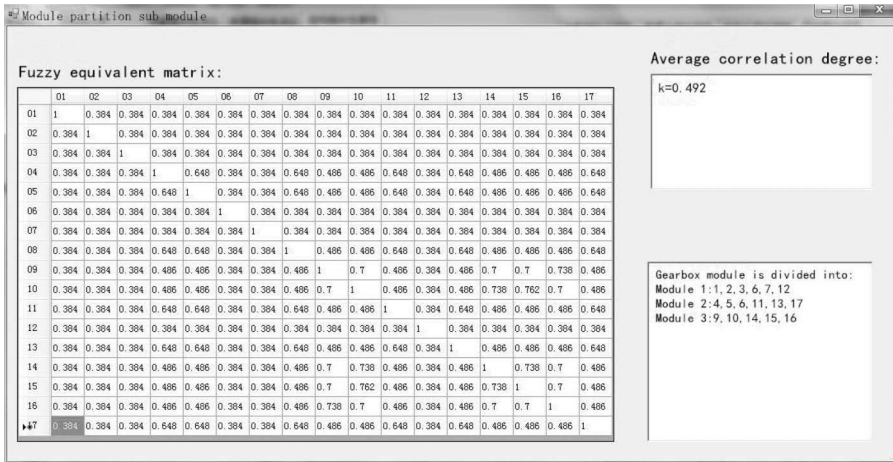 Module partition sub module
Fuzzy equivalent matrix:
01 02 03 04 05 06 07 08 09 10 11 12 13 14 15 16 17
01 1 0.384 0.384 0.384 0.384 0.384 0.384 0.384 0.384 0.384 0.384 0.384 0.384 0.384 0.384 0.384 0.384
02 0.384 1 0.384 0.384 0.384 0.384 0.384 0.384 0.384 0.384 0.384 0.384 0.384 0.384 0.384 0.384 0.384
03 0.384 0.384 1 0.384 0.384 0.384 0.384 0.384 0.384 0.384 0.384 0.384 0.384 0.384 0.384 0.384 0.384
04 0.384 0.384 0.384 1 0.648 0.384 0.384 0.648 0.486 0.486 0.648 0.384 0.648 0.486 0.486 0.486 0.648
05 0.384 0.384 0.384 0.648 1 0.384 0.384 0.648 0.486 0.486 0.648 0.384 0.648 0.486 0.486 0.486 0.648
06 0.384 0.384 0.384 0.384 0.384 1 0.384 0.384 0.384 0.384 0.384 0.384 0.384 0.384 0.384 0.384 0.384
07 0.384 0.384 0.384 0.384 0.384 0.384 1 0.384 0.384 0.384 0.384 0.384 0.384 0.384 0.384 0.384 0.384
08 0.384 0.384 0.384 0.648 0.648 0.384 0.384 1 0.486 0.486 0.648 0.384 0.648 0.486 0.486 0.486 0.648
09 0.384 0.384 0.384 0.486 0.486 0.384 0.384 0.486 1 0.7 0.486 0.384 0.486 0.7 0.7 0.738 0.486
10 0.384 0.384 0.384 0.486 0.486 0.384 0.384 0.486 0.7 1 0.486 0.384 0.486 0.738 0.762 0.7 0.486
11 0.384 0.384 0.384 0.648 0.648 0.384 0.384 0.648 0.486 0.486 1 0.384 0.648 0.486 0.486 0.486 0.648
12 0.384 0.384 0.384 0.384 0.384 0.384 0.384 0.384 0.384 0.384 0.384 1 0.384 0.384 0.384 0.384 0.384
13 0.384 0.384 0.384 0.648 0.648 0.384 0.384 0.648 0.486 0.486 0.648 0.384 1 0.486 0.486 0.486 0.648
14 0.384 0.384 0.384 0.486 0.486 0.384 0.384 0.486 0.7 0.738 0.486 0.384 0.486 1 0.738 0.7 0.486
15 0.384 0.384 0.384 0.486 0.486 0.384 0.384 0.486 0.7 0.762 0.486 0.384 0.486 0.738 1 0.7 0.486
16 0.384 0.384 0.384 0.486 0.486 0.384 0.384 0.486 0.738 0.7 0.486 0.384 0.486 0.7 0.7 1 0.486
17 0.384 0.384 0.384 0.648 0.648 0.384 0.384 0.648 0.486 0.486 0.648 0.384 0.648 0.486 0.486 0.486 1
Average correlation degree:
k=0.492
Gearbox module is divided into:
Module 1:1,2,3,6,7,12
Module 2:4,5,6,11,13,17
Module 3:9,10,14,15,16